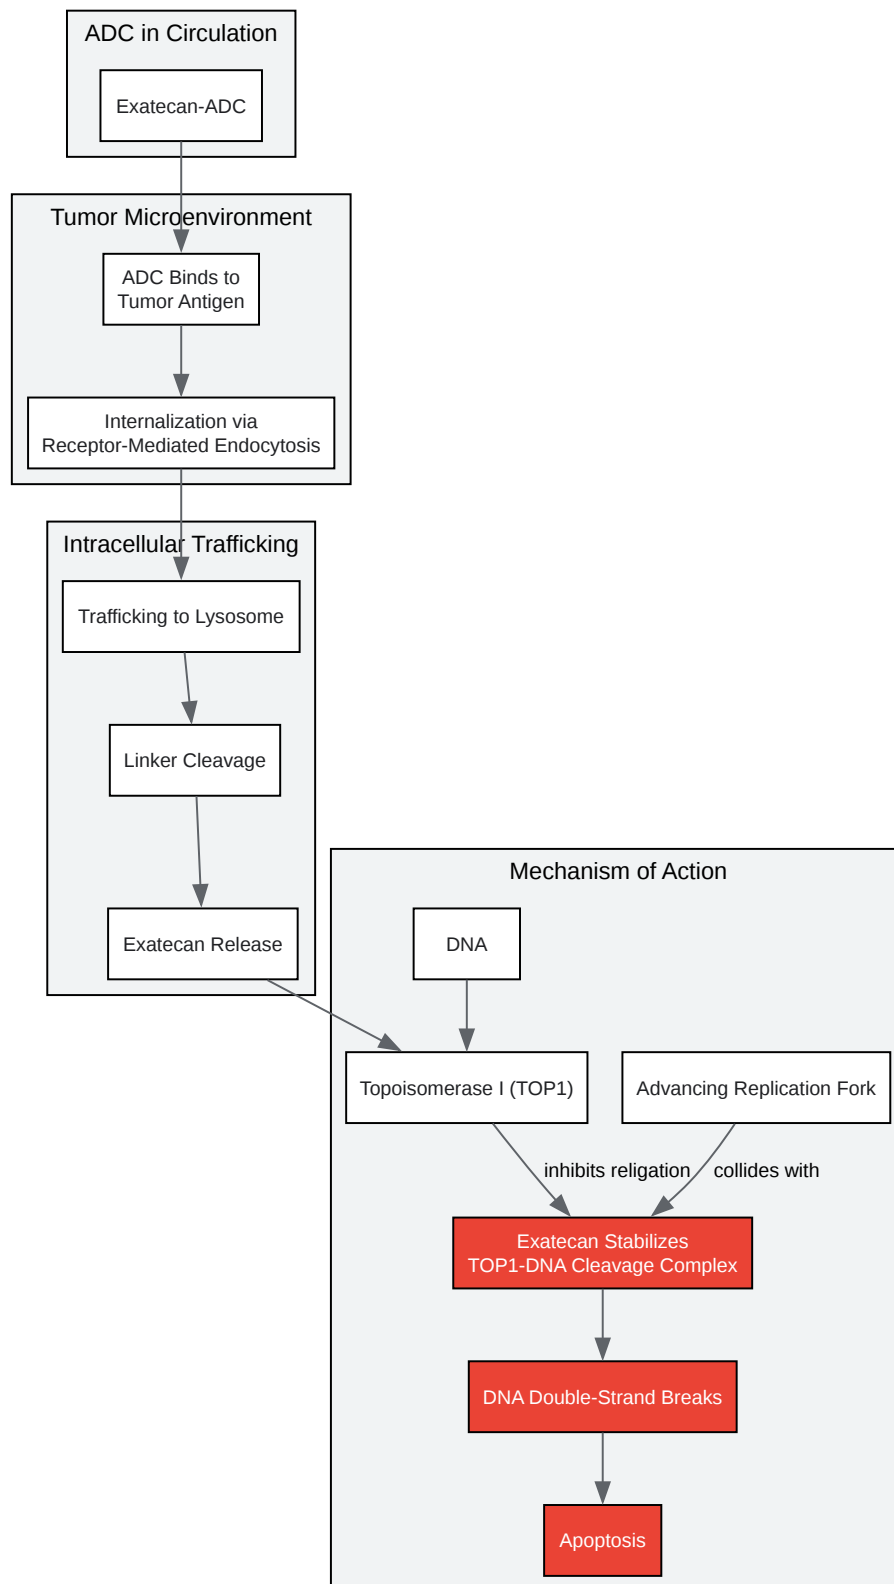 ADC in Circulation
Exatecan-ADC
Tumor Microenvironment
ADC Binds to
Tumor Antigen
Internalization via
Receptor-Mediated Endocytosis
Intracellular Trafficking
Trafficking to Lysosome
Linker Cleavage
Exatecan Release
Mechanism of Action
DNA
Topoisomerase I (TOP1)
Advancing Replication Fork
inhibits religation
collides with
Exatecan Stabilizes
TOP1-DNA Cleavage Complex
DNA Double-Strand Breaks
Apoptosis